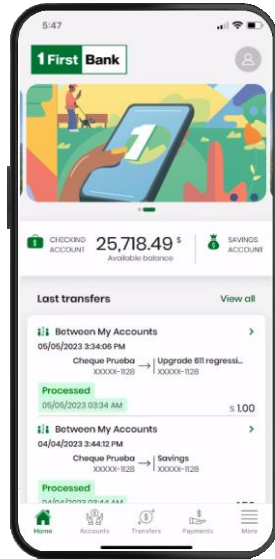 5:47
1 First Bank
1
CHECKING ACCOUNT 25,718.49 $ SAVINGS ACCOUNT
Available balance
Last transfers View all
Between My Accounts
05/05/2023 3:34:06 PM
Cheque Prueba → Upgrade 611 regressi...
XXXXX-1128 XXXXX-1128
Processed
05/05/2023 03:34 AM $ 1.00
Between My Accounts
04/04/2023 3:44:12 PM
Cheque Prueba → Savings
XXXXX-1128 XXXXX-1128
Processed
Home Accounts Transfers Payments More